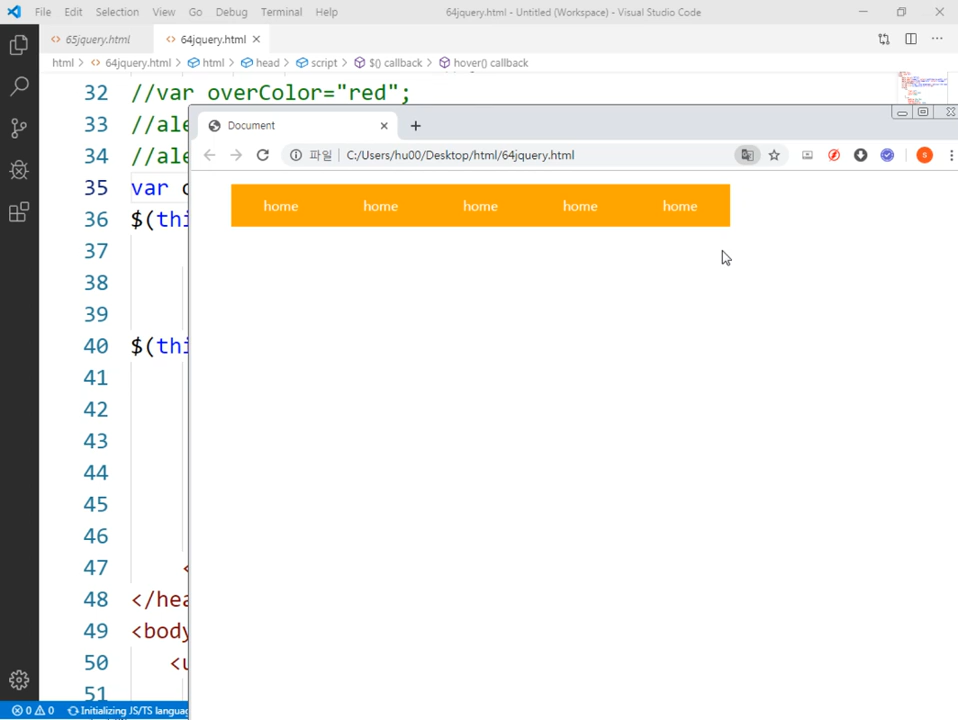 File Edit Selection View Go Debug Terminal Help 64jquery.html - Untitled (Workspace) - Visual Studio Code
65jquery.html 64jquery.html
html 64jquery.html html head script $() callback hover() callback
32 //var overColor="red";
33 //ale
34 //ale
35 var
36 $(thi
37
38
39
40 $(thi
41
42
43
44
45
46
47 <
48 </hea
49 <body
50 <u
51
Document
파일 C:/Users/hu00/Desktop/html/64jquery.html
home home home home home
0 0 Initializing JS/TS languag